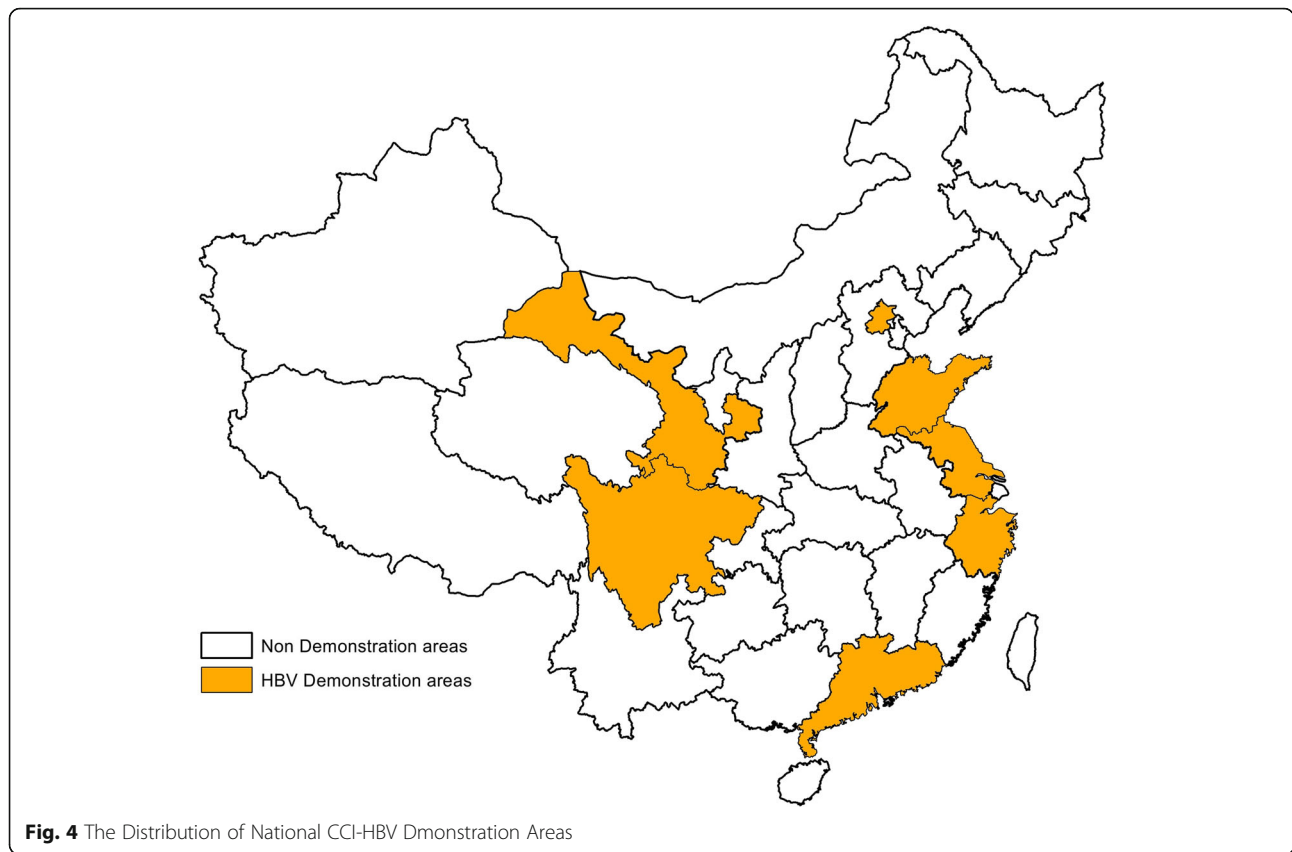 Non Demonstration areas
HBV Demonstration areas
Fig. 4 The Distribution of National CCI-HBV Dmonstration Areas